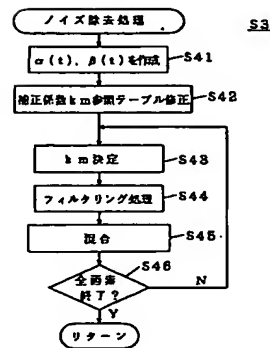 ノイズ除去処理
S3
α(t), β(t)を作成
S41
補正係数km参照テーブル修正
S42
km決定
S43
フィルタリング処理
S44
混合
S45
全画素
終了?
S46
N
Y
リターン